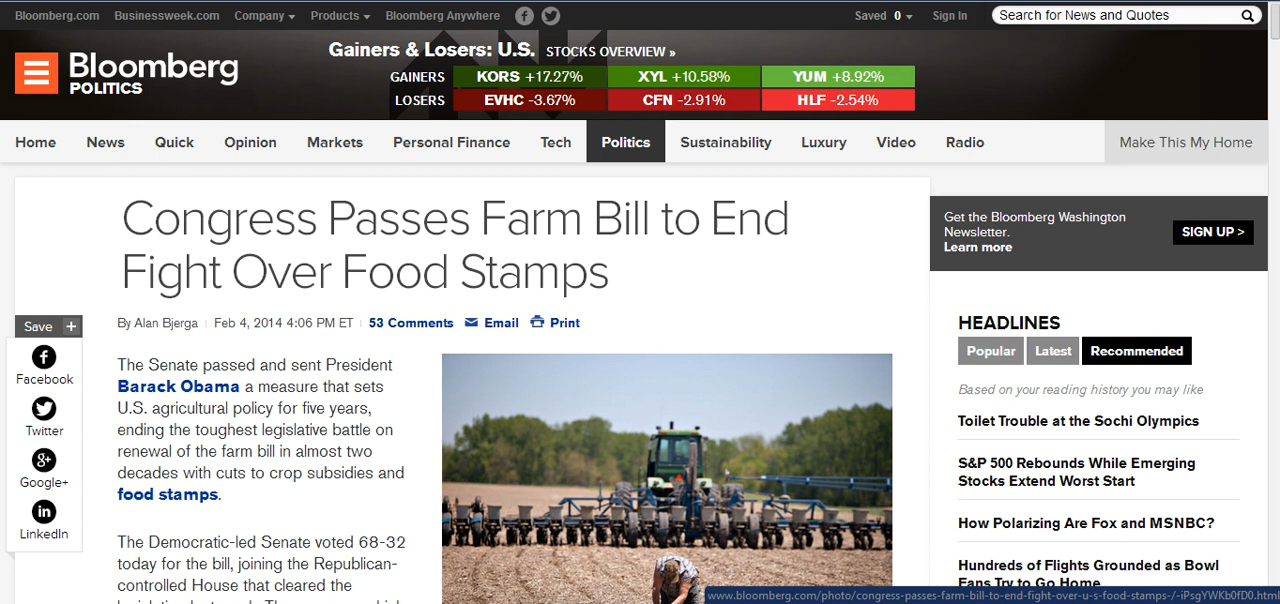 Bloomberg.com Businessweek.com Company Products Bloomberg Anywhere Saved 0 Sign In Search for News and Quotes
Gainers & Losers: U.S. STOCKS OVERVIEW »
Bloomberg
POLITICS
GAINERS KORS +17.27% XYL +10.58% YUM +8.92%
LOSERS EVHC -3.67% CFN -2.91% HLF -2.54%
Home News Quick Opinion Markets Personal Finance Tech Politics Sustainability Luxury Video Radio Make This My Home
Congress Passes Farm Bill to End
Fight Over Food Stamps
By Alan Bjerga Feb 4, 2014 4:06 PM ET 53 Comments Email Print
Save +
Facebook
Twitter
Google+
LinkedIn
The Senate passed and sent President
Barack Obama a measure that sets
U.S. agricultural policy for five years,
ending the toughest legislative battle on
renewal of the farm bill in almost two
decades with cuts to crop subsidies and
food stamps.
The Democratic-led Senate voted 68-32
today for the bill, joining the Republican-
controlled House that cleared the
Get the Bloomberg Washington
Newsletter.
Learn more
SIGN UP >
HEADLINES
Popular Latest Recommended
Based on your reading history you may like
Toilet Trouble at the Sochi Olympics
S&P 500 Rebounds While Emerging
Stocks Extend Worst Start
How Polarizing Are Fox and MSNBC?
Hundreds of Flights Grounded as Bowl
Fans Try to Go Home
www.bloomberg.com/photo/congress-passes-farm-bill-to-end-fight-over-u-s-food-stamps-/-iPsgYWKb0fD0.html